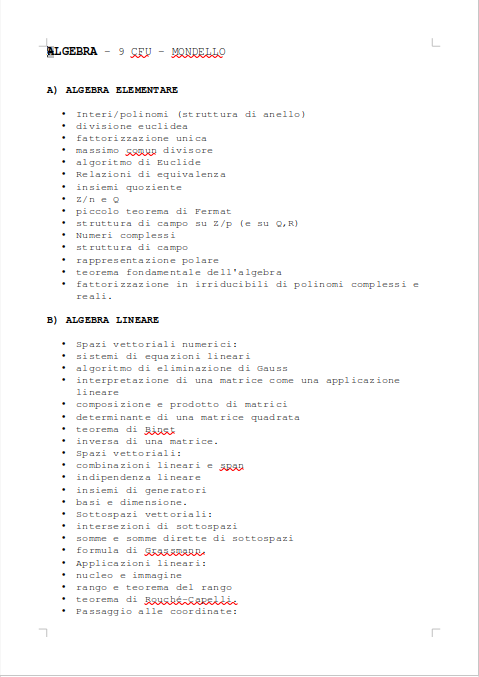 ALGEBRA - 9 CFU - MONDELLO
A) ALGEBRA ELEMENTARE
• Interi/polinomi (struttura di anello)
• divisione euclidea
• fattorizzazione unica
• massimo comun divisore
• algoritmo di Euclide
• Relazioni di equivalenza
• insiemi quoziente
• Z/n e Q
• piccolo teorema di Fermat
• struttura di campo su Z/p (e su Q,R)
• Numeri complessi
• struttura di campo
• rappresentazione polare
• teorema fondamentale dell'algebra
• fattorizzazione in irriducibili di polinomi complessi e
reali.
B) ALGEBRA LINEARE
• Spazi vettoriali numerici:
• sistemi di equazioni lineari
• algoritmo di eliminazione di Gauss
• interpretazione di una matrice come una applicazione
lineare
• composizione e prodotto di matrici
• determinante di una matrice quadrata
• teorema di Binet
• inversa di una matrice.
• Spazi vettoriali:
• combinazioni lineari e span
• indipendenza lineare
• insiemi di generatori
• basi e dimensione.
• Sottospazi vettoriali:
• intersezioni di sottospazi
• somme e somme dirette di sottospazi
• formula di Grassmann.
• Applicazioni lineari:
• nucleo e immagine
• rango e teorema del rango
• teorema di Rouché-Capelli.
• Passaggio alle coordinate: